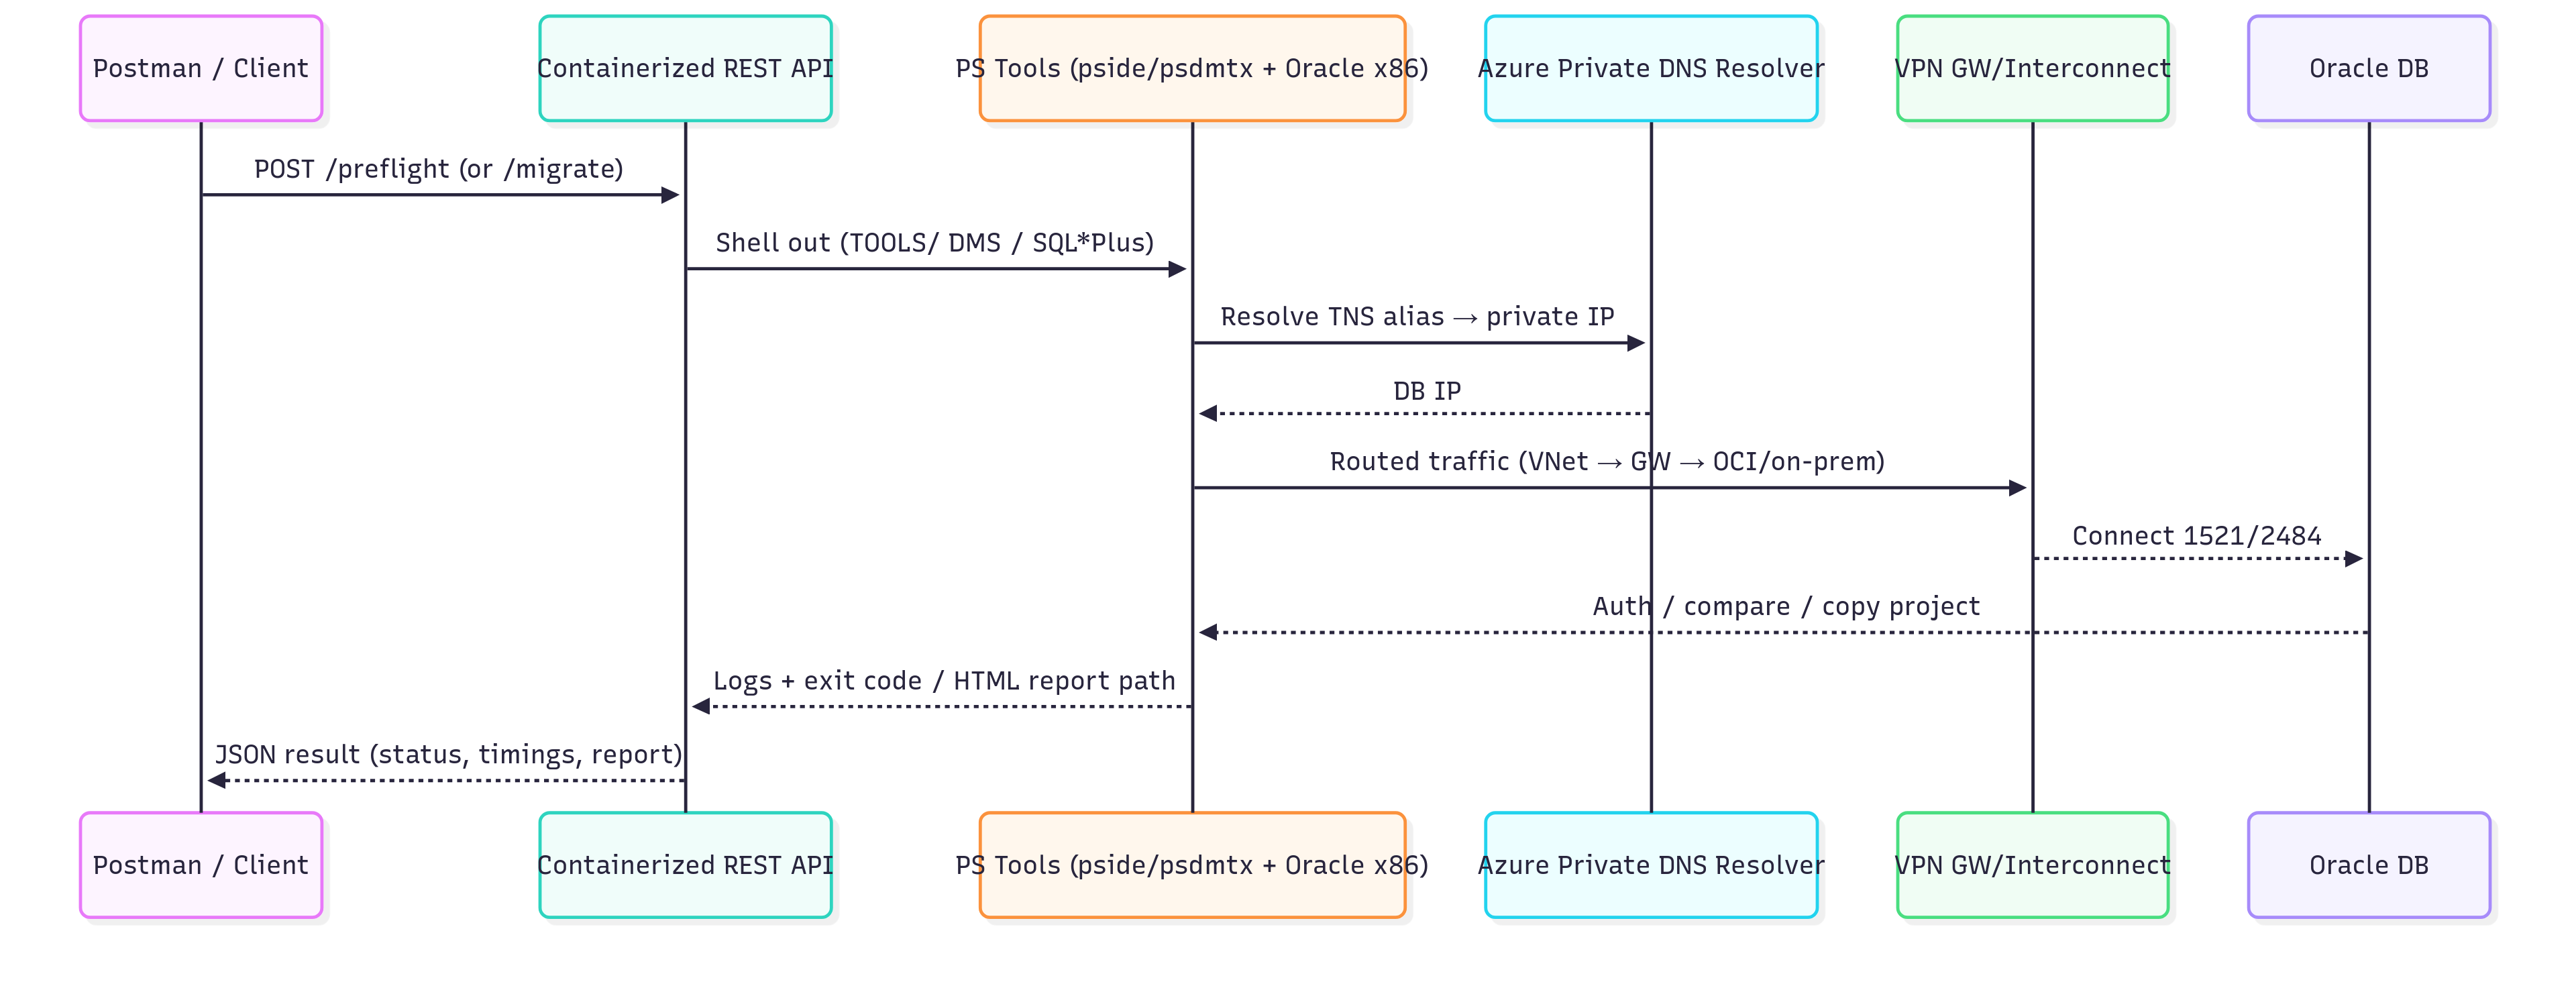 Postman / Client
Containerized REST API
PS Tools (pside/psdmtx + Oracle x86)
Azure Private DNS Resolver
VPN GW/Interconnect
Oracle DB
POST /preflight (or /migrate)
Shell out (TOOLS/ DMS / SQL*Plus)
Resolve TNS alias → private IP
DB IP
Routed traffic (VNet → GW → OCI/on-prem)
Connect 1521/2484
Auth / compare / copy project
Logs + exit code / HTML report path
JSON result (status, timings, report)
Postman / Client
Containerized REST API
PS Tools (pside/psdmtx + Oracle x86)
Azure Private DNS Resolver
VPN GW/Interconnect
Oracle DB